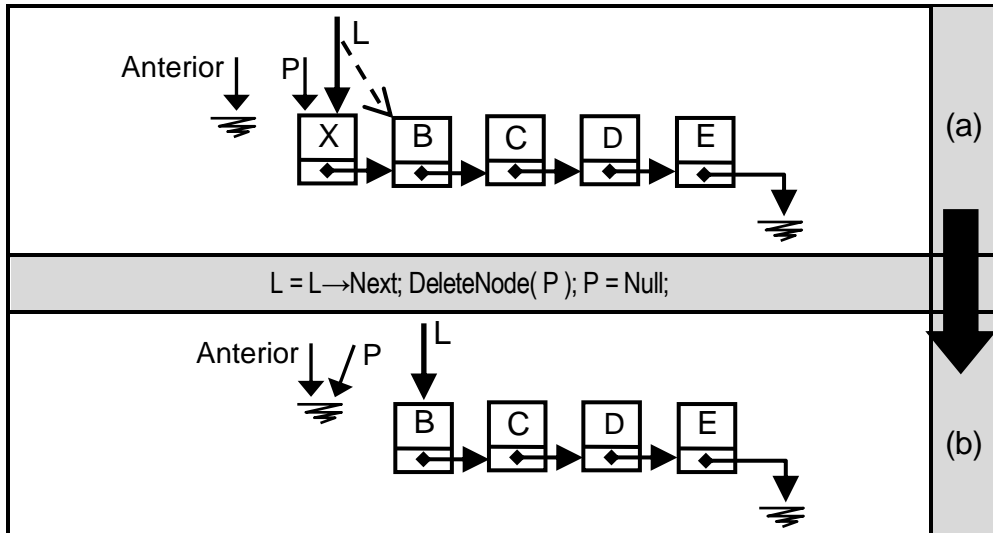 L
Anterior P
X B C D E
(a)
L = L→Next; DeleteNode( P ); P = Null;
L
Anterior P
B C D E
(b)